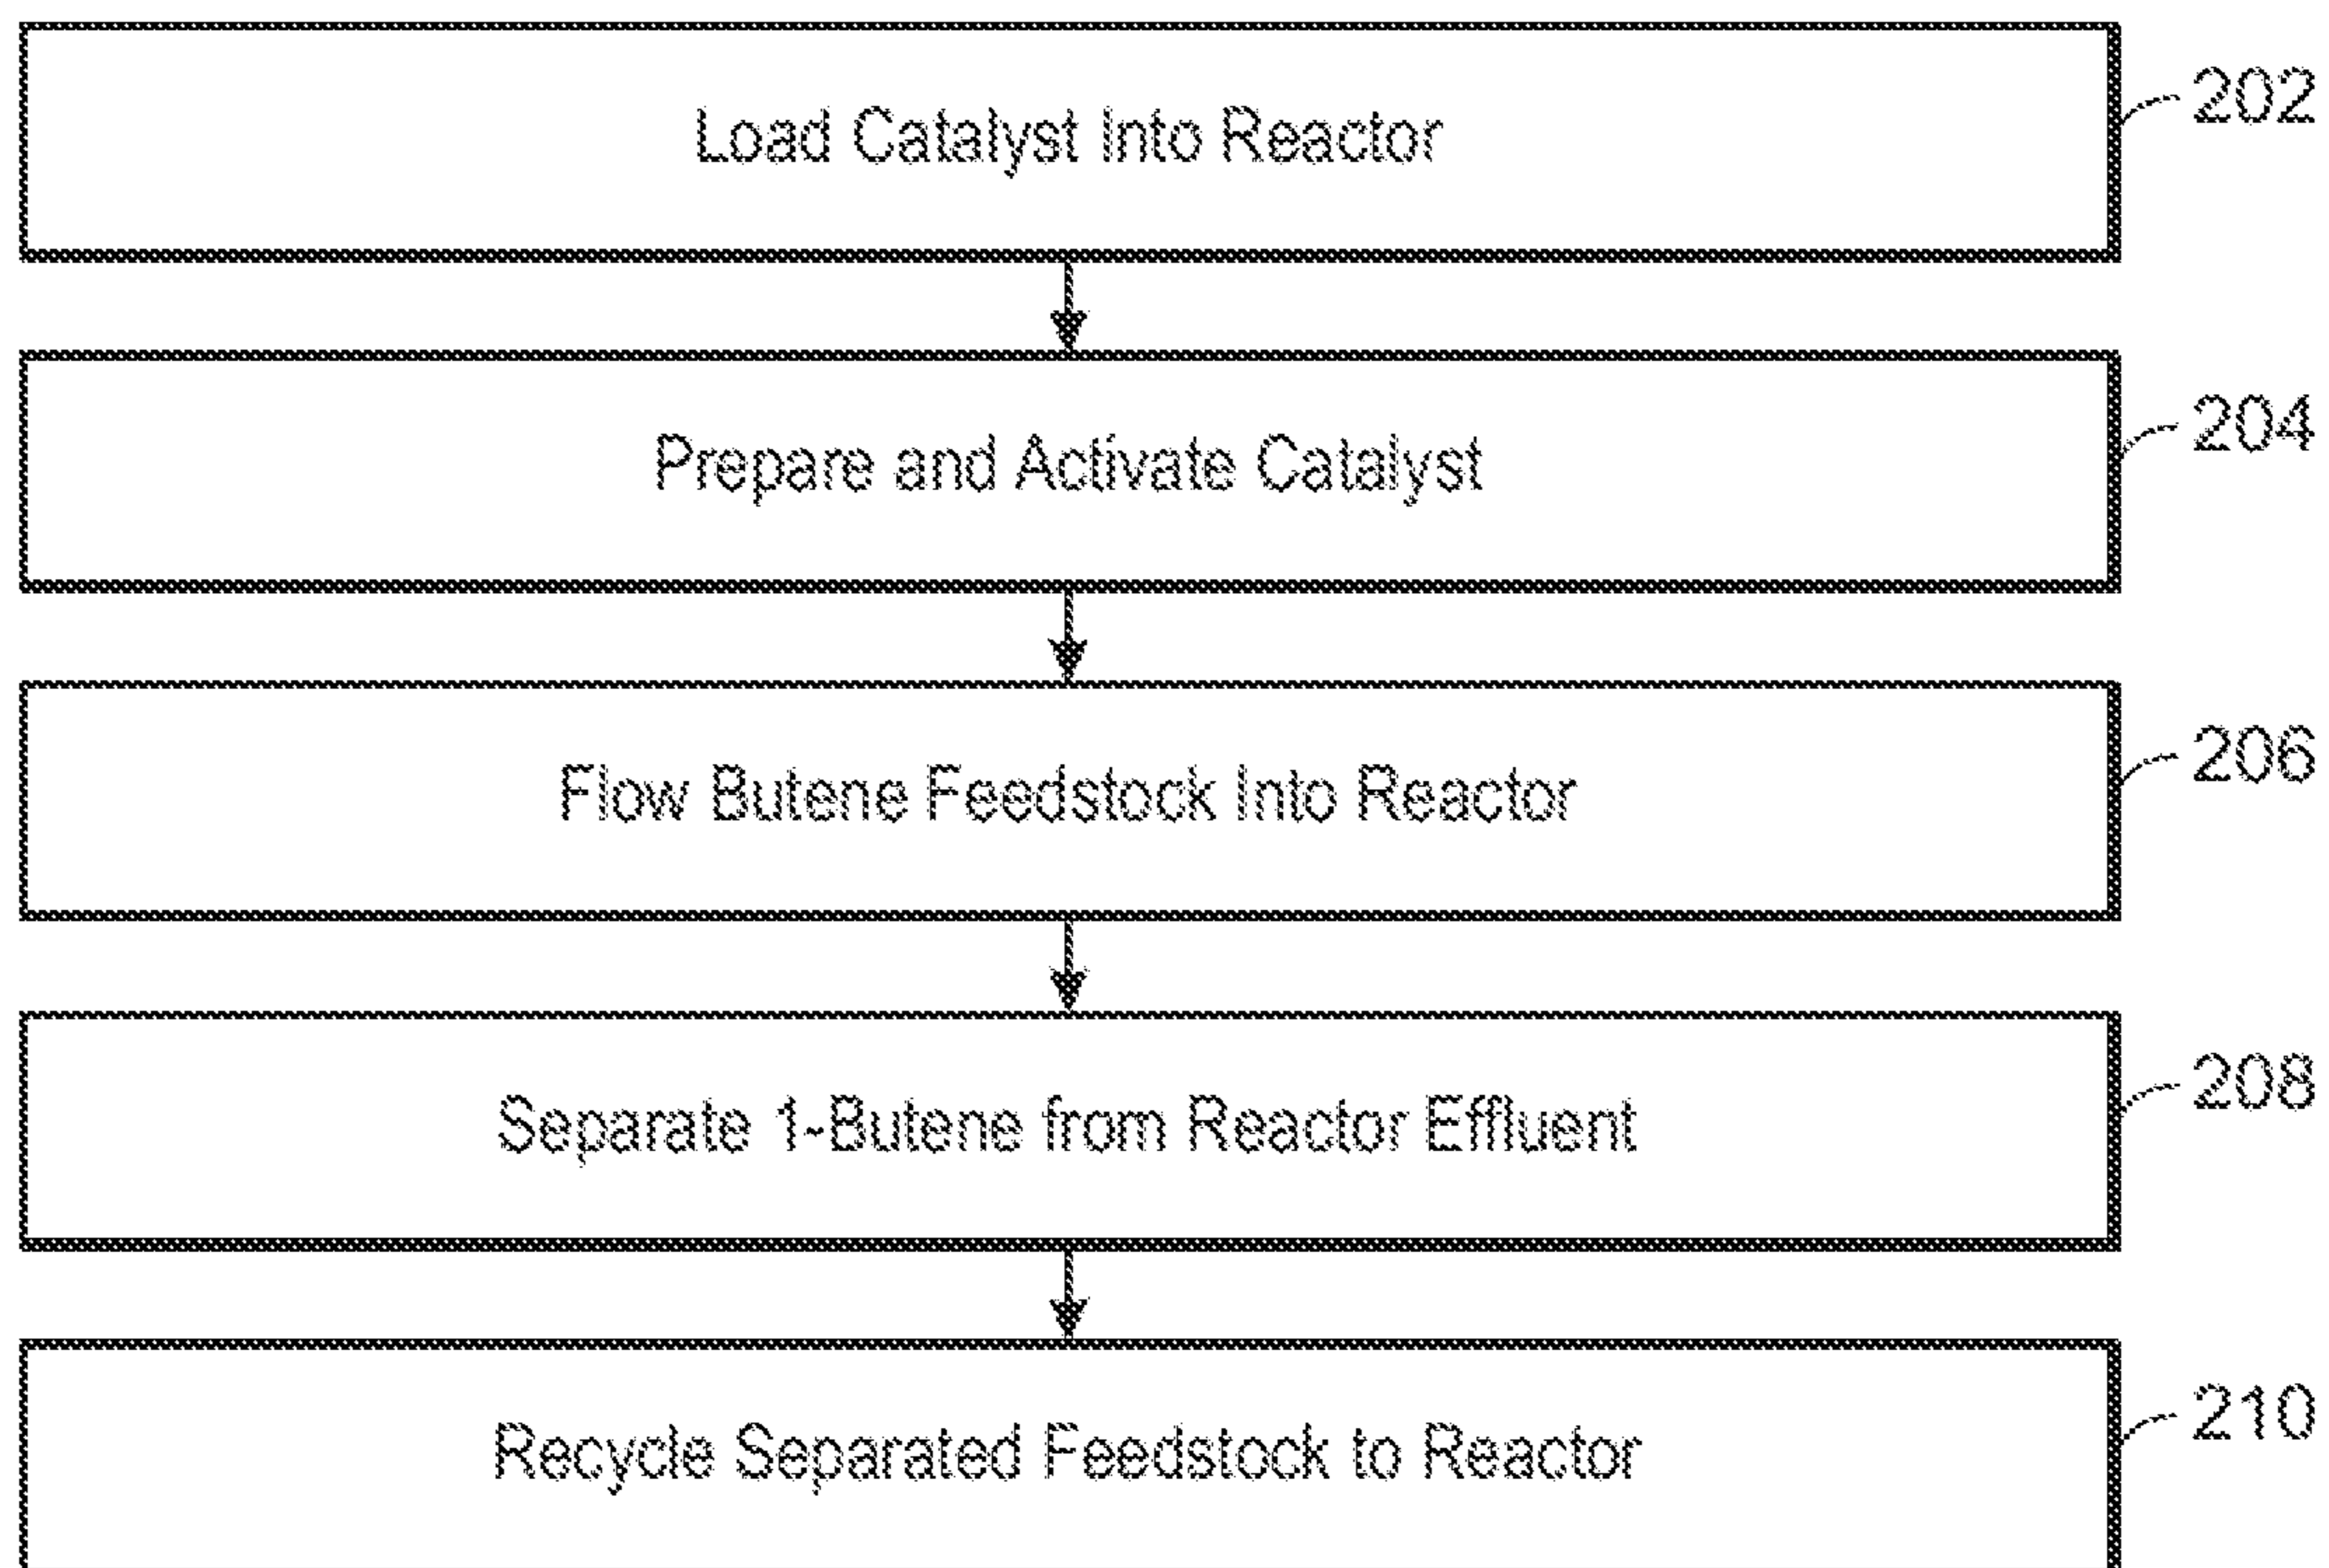 Load Catalyst Into Reactor
202
Prepare and Activate Catalyst
204
Flow Butene Feedstock Into Reactor
206
Separate 1-Butene from Reactor Effluent
208
Recycle Separated Feedstock to Reactor
210